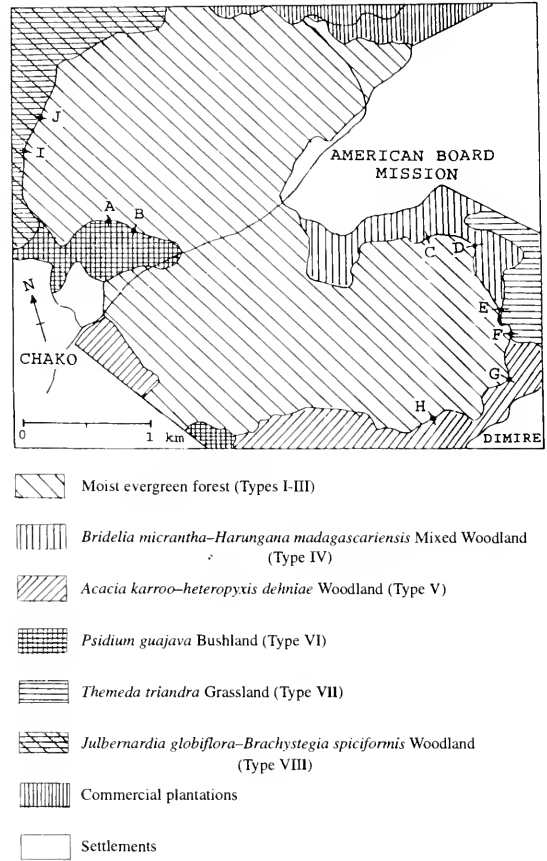 AMERICAN BOARD
MISSION
J
I
A
B
C
D
N
E
F
CHAKO
G
H
0 1
km
DIMIRE
Moist evergreen forest (Types I-III)
Bridelia micrantha–Harungana madagascariensis Mixed Woodland
(Type IV)
Acacia karroo–heteropyxis dehniae Woodland (Type V)
Psidium guajava Bushland (Type VI)
Themeda triandra Grassland (Type VII)
Julbernardia globiflora–Brachystegia spiciformis Woodland
(Type VIII)
Commercial plantations
Settlements